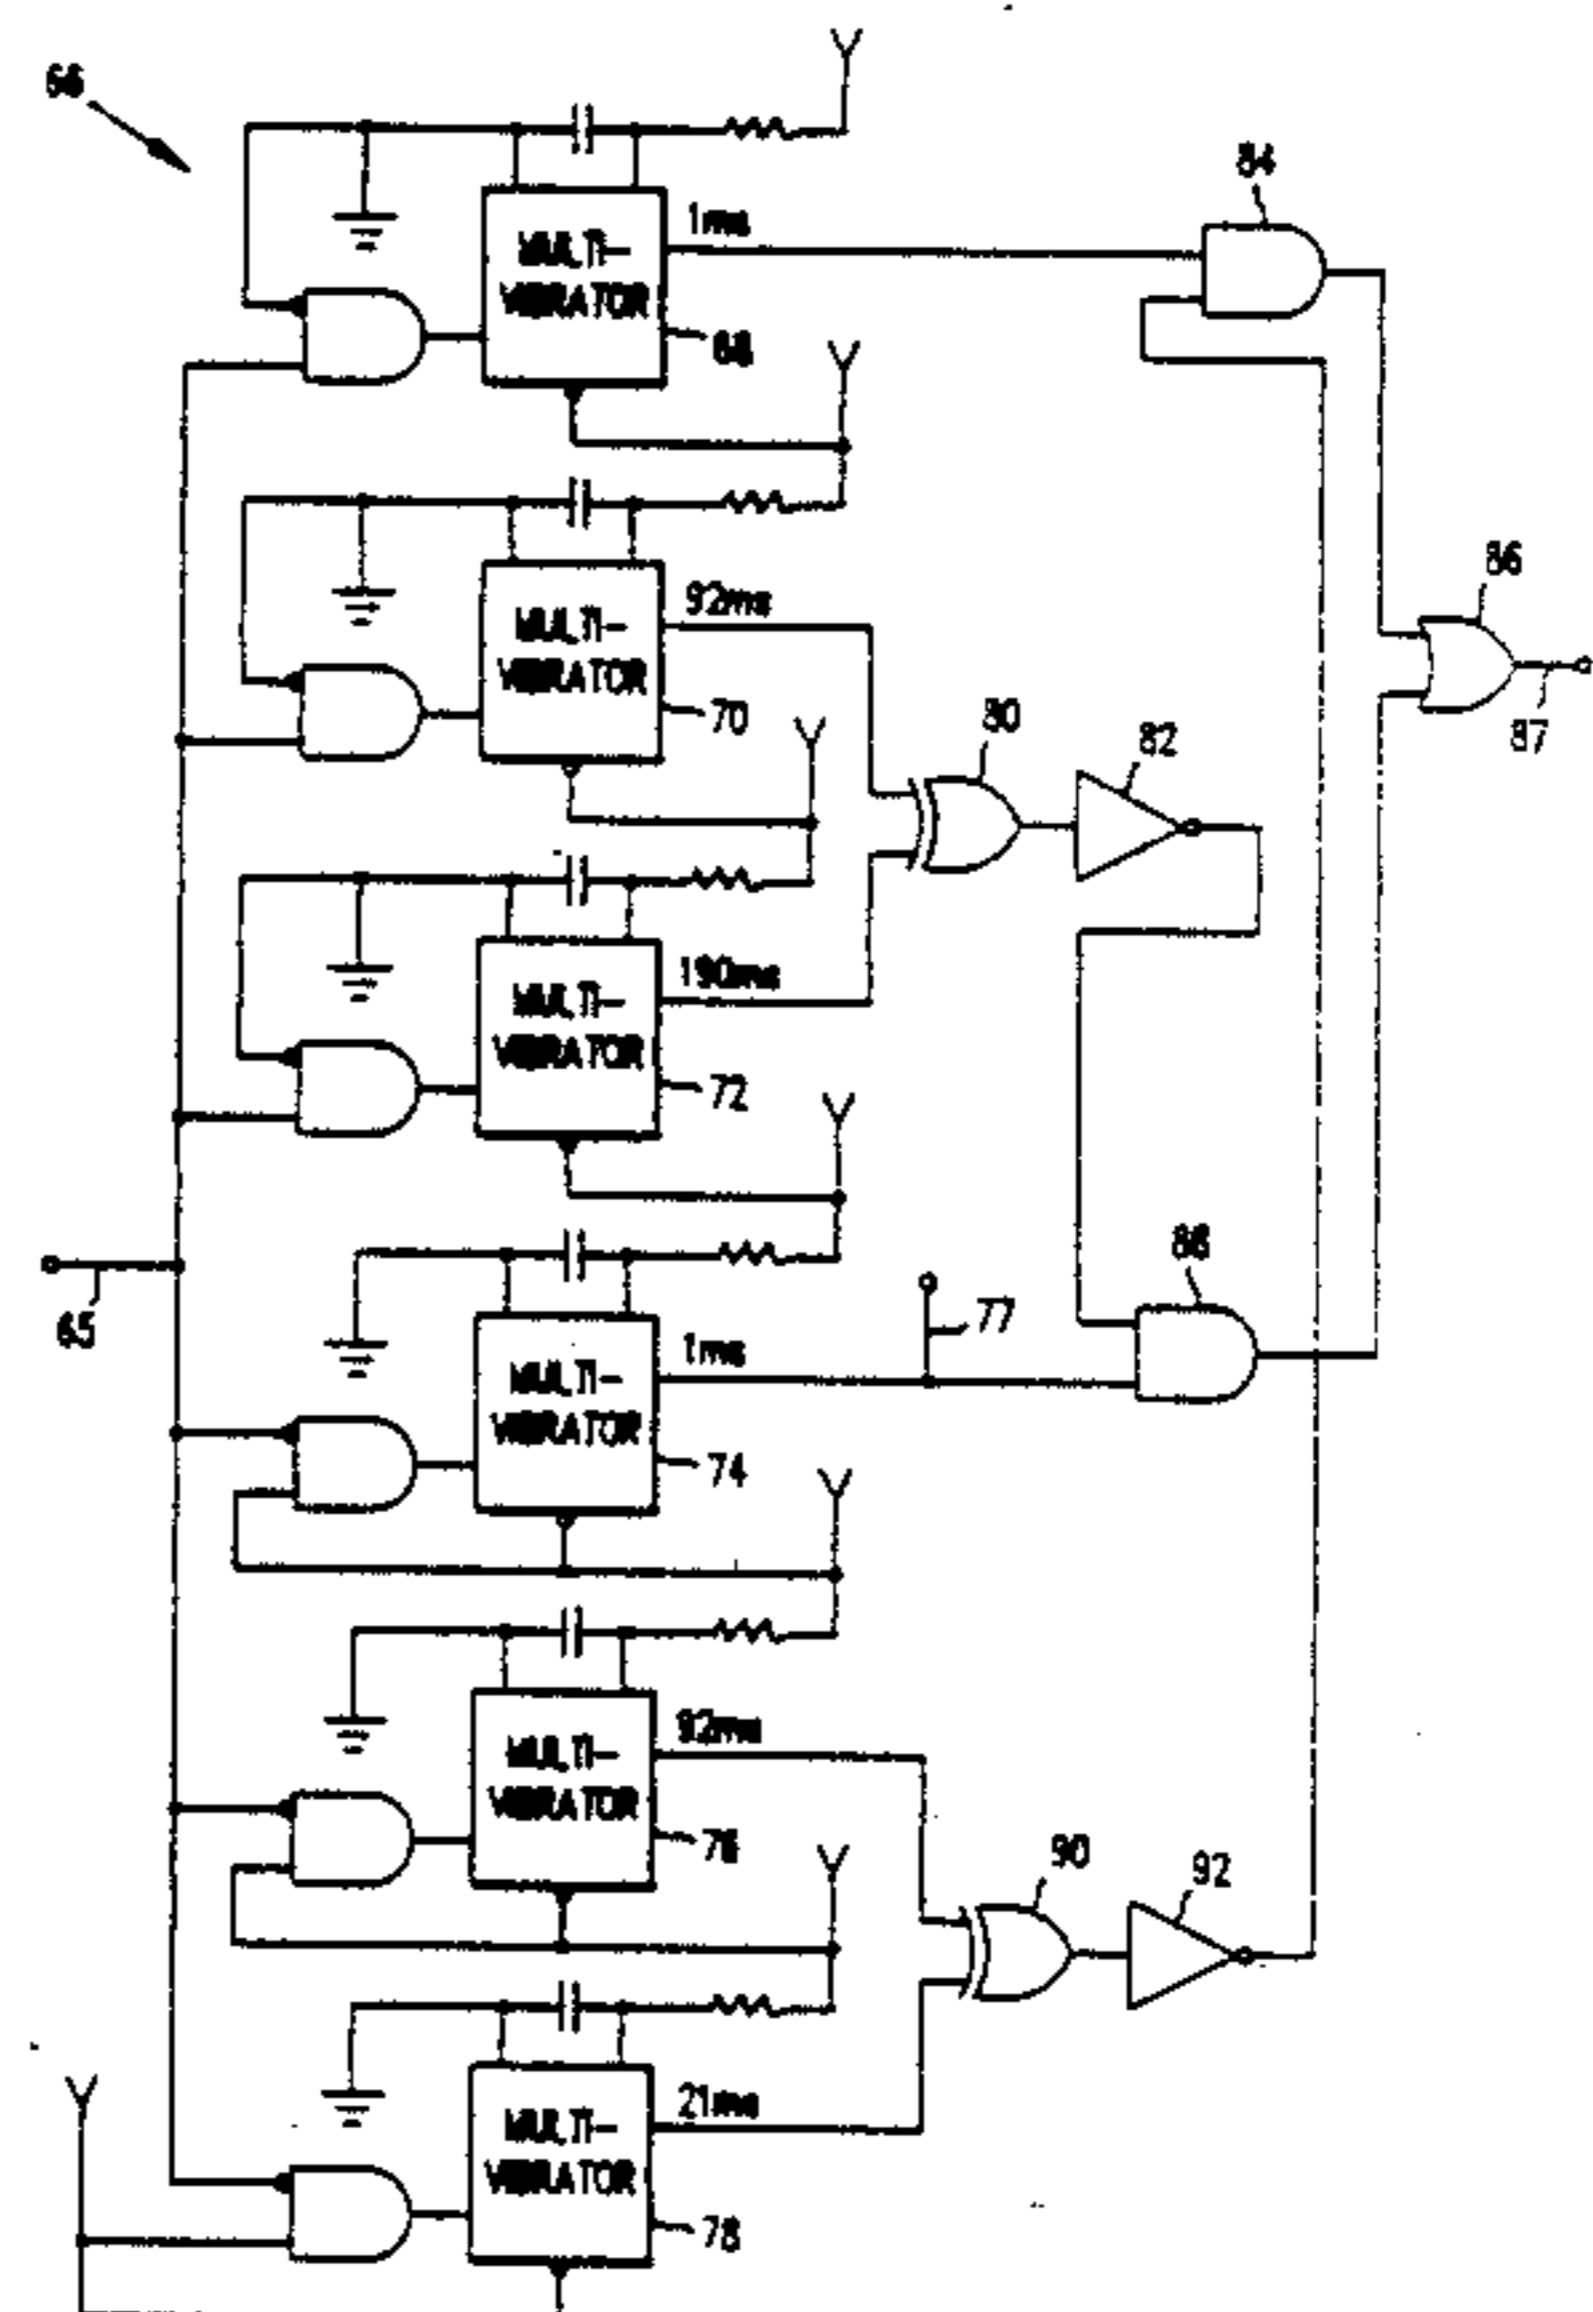 66
84
1ms
MULTI-
VIBRATOR
68
86
92ms
MULTI-
VIBRATOR
70
80
82
87
190ms
MULTI-
VIBRATOR
72
88
65
77
1ms
MULTI-
VIBRATOR
74
92ms
MULTI-
VIBRATOR
76
90
92
21ms
MULTI-
VIBRATOR
78